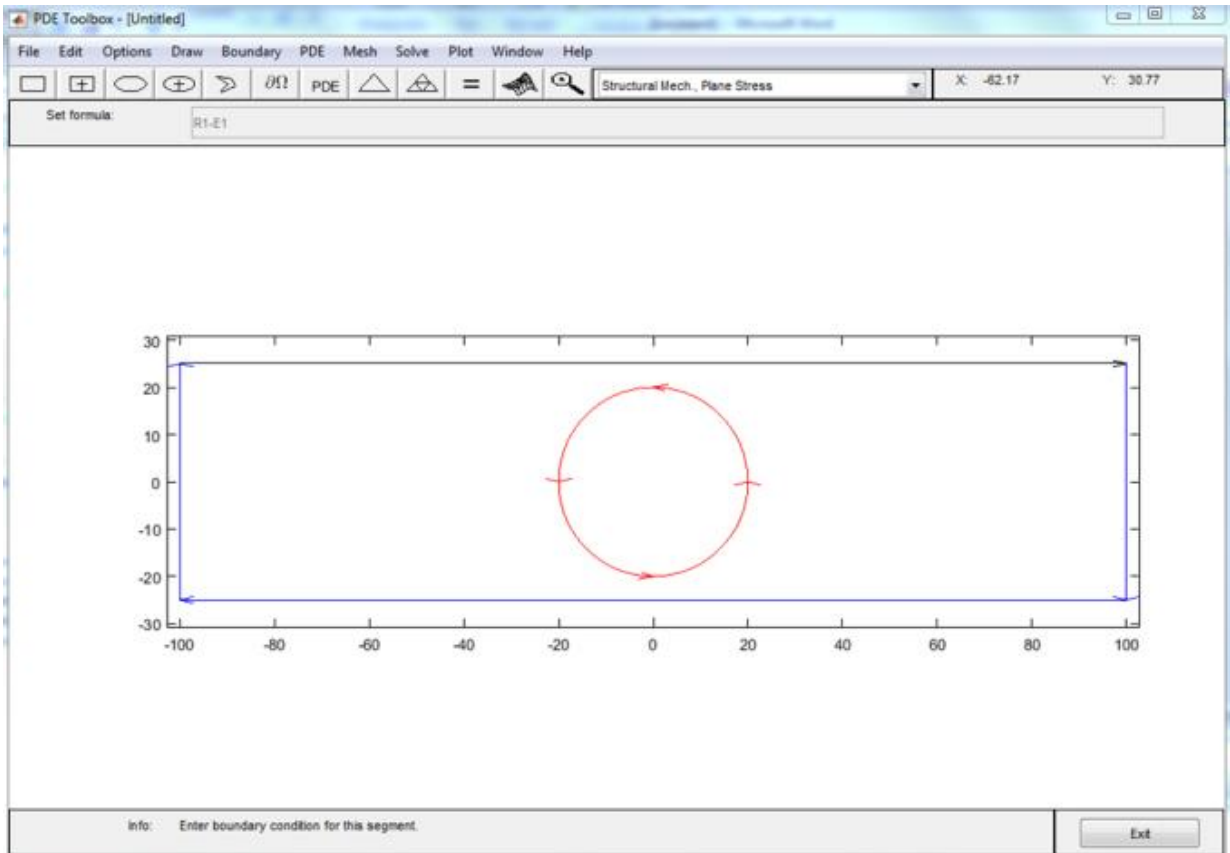 PDE Toolbox - [Untitled]
File Edit Options Draw Boundary PDE Mesh Solve Plot Window Help
∂Ω PDE = Structural Mech., Plane Stress X: -62.17 Y: 30.77
Set formula: R1-E1
30
20
10
0
-10
-20
-30
-100 -80 -60 -40 -20 0 20 40 60 80 100
Info: Enter boundary condition for this segment. Exit